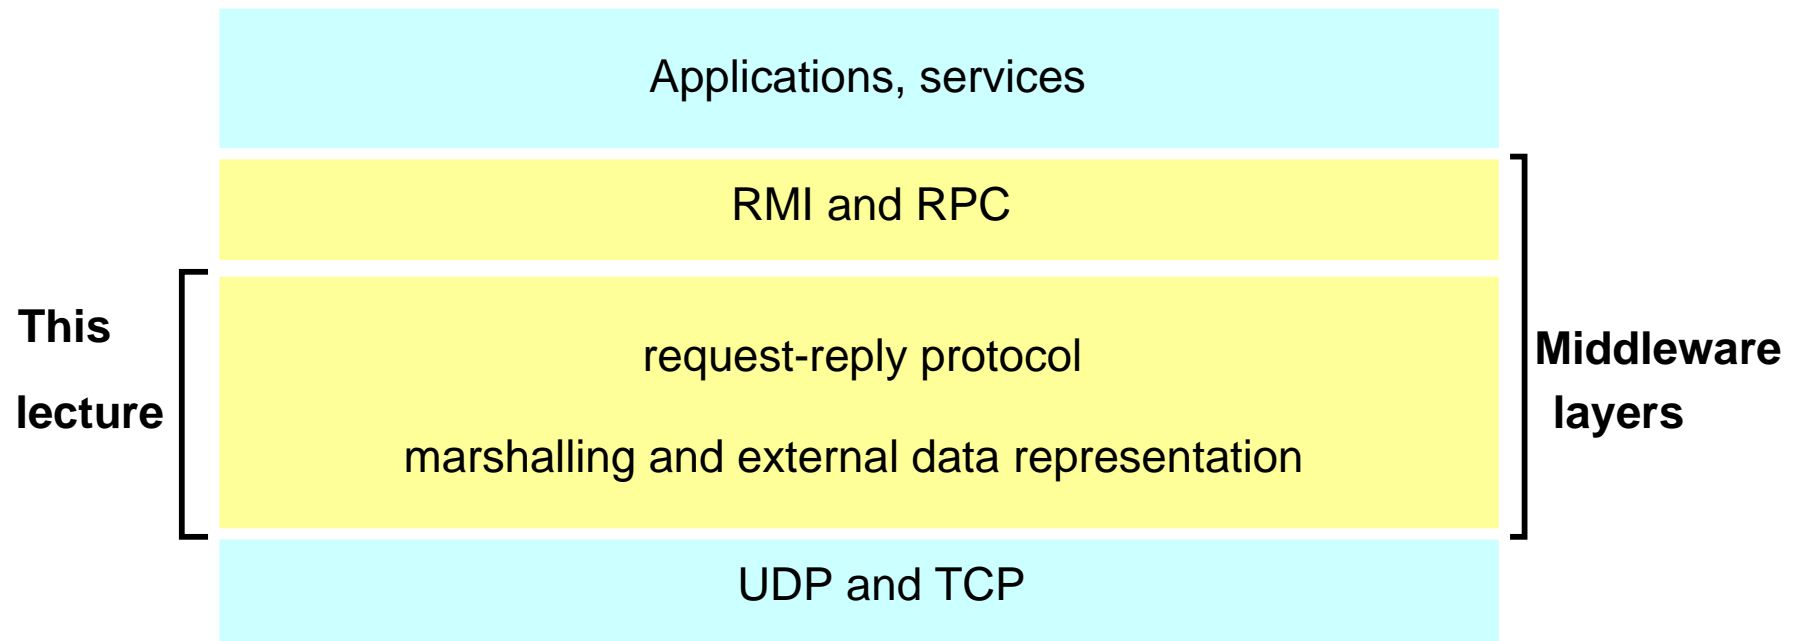 Applications, services
RMI and RPC
This
lecture
request-reply protocol
marshalling and external data representation
Middleware
layers
UDP and TCP